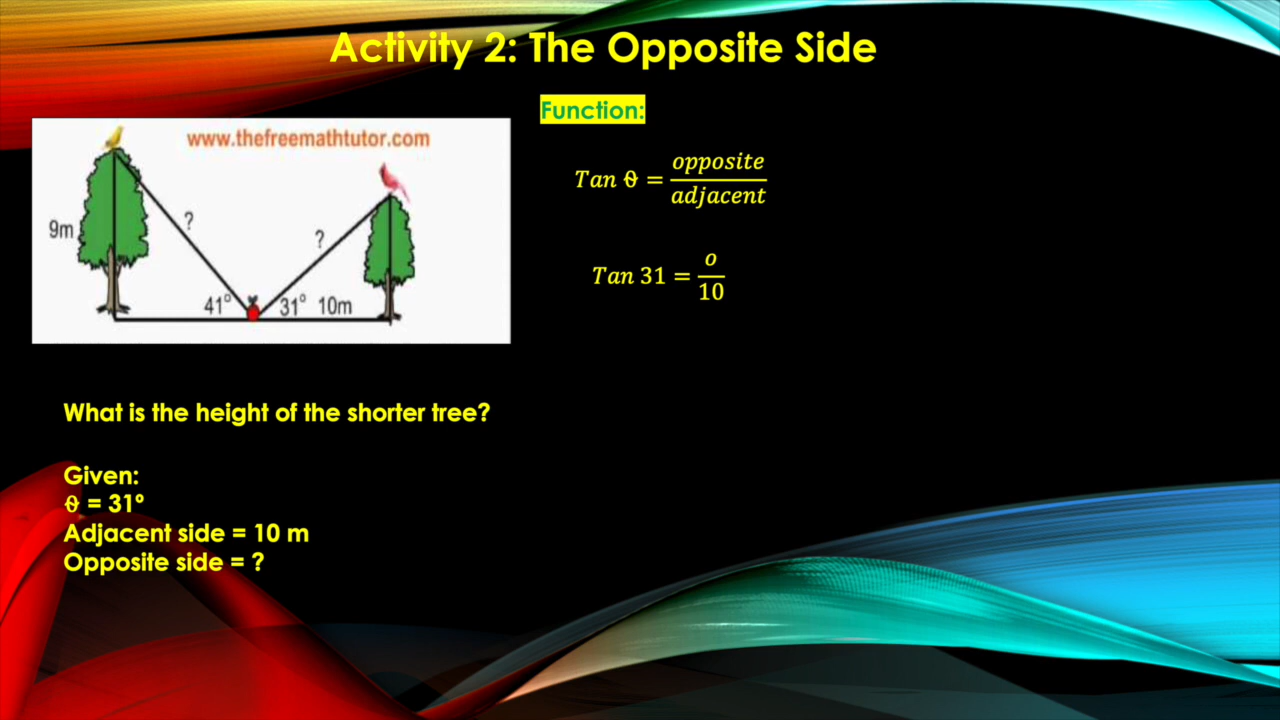 Activity 2: The Opposite Side
Function:
www.thefreemathtutor.com
9m
?
?
41°
31°
10m
Tan ϑ = opposite/adjacent
Tan 31 = o/10
What is the height of the shorter tree?
Given:
ϑ = 31°
Adjacent side = 10 m
Opposite side = ?